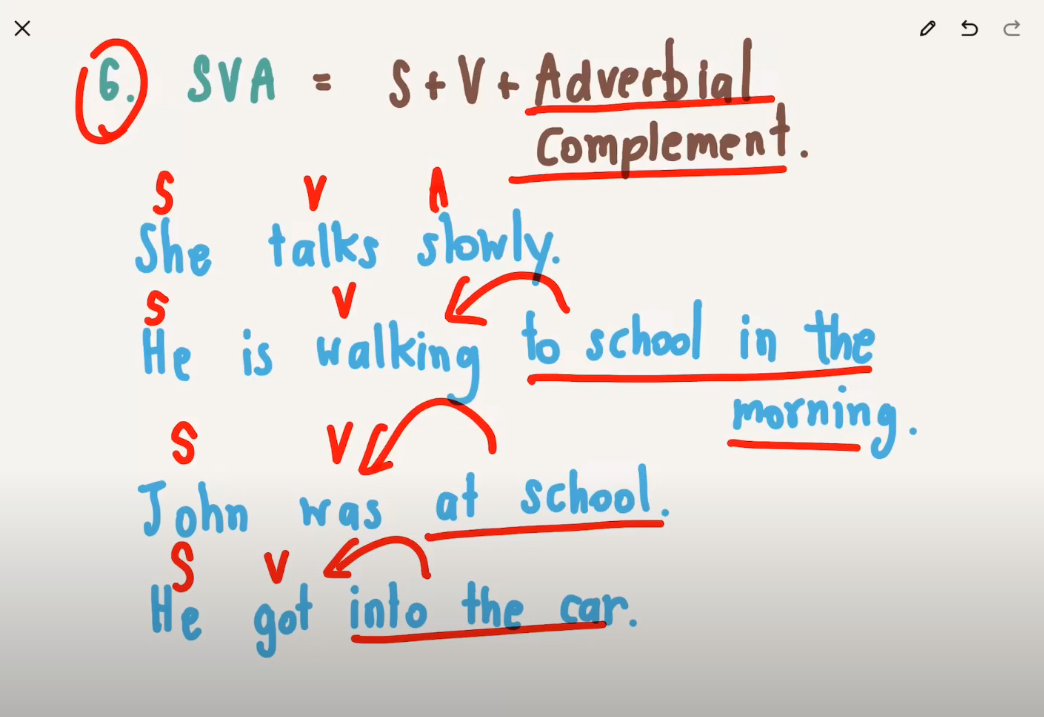 6. SVA = S + V + Adverbial
Complement.
S V A
She talks slowly.
S V
He is walking to school in the
morning.
S V
John was at school.
S V
He got into the car.